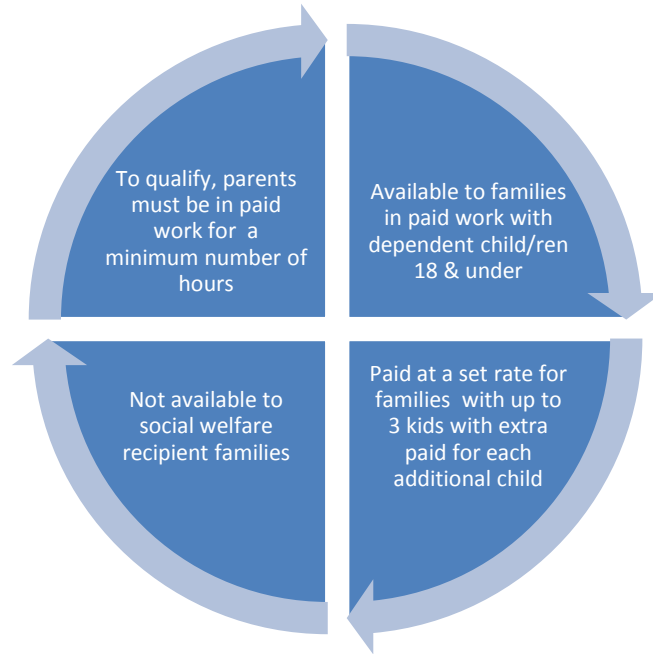 To qualify, parents
must be in paid
work for a
minimum number of
hours
Available to families
in paid work with
dependent child/ren
18 & under
Not available to
social welfare
recipient families
Paid at a set rate for
families with up to
3 kids with extra
paid for each
additional child